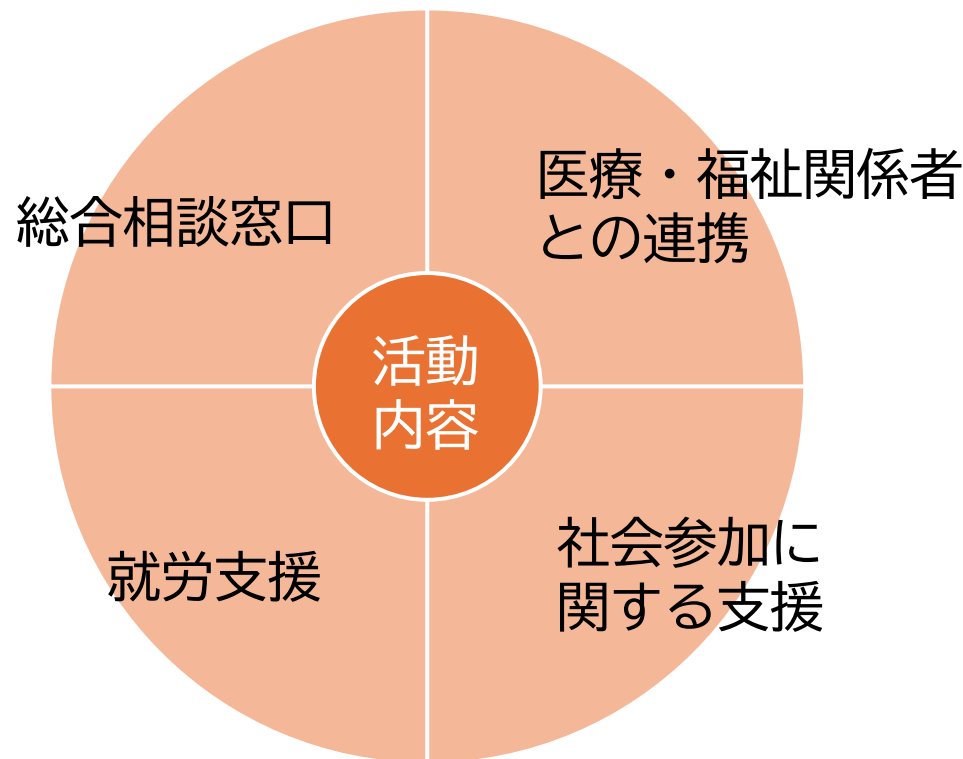 総合相談窓口
医療・福祉関係者
との連携
活動
内容
就労支援
社会参加に
関する支援